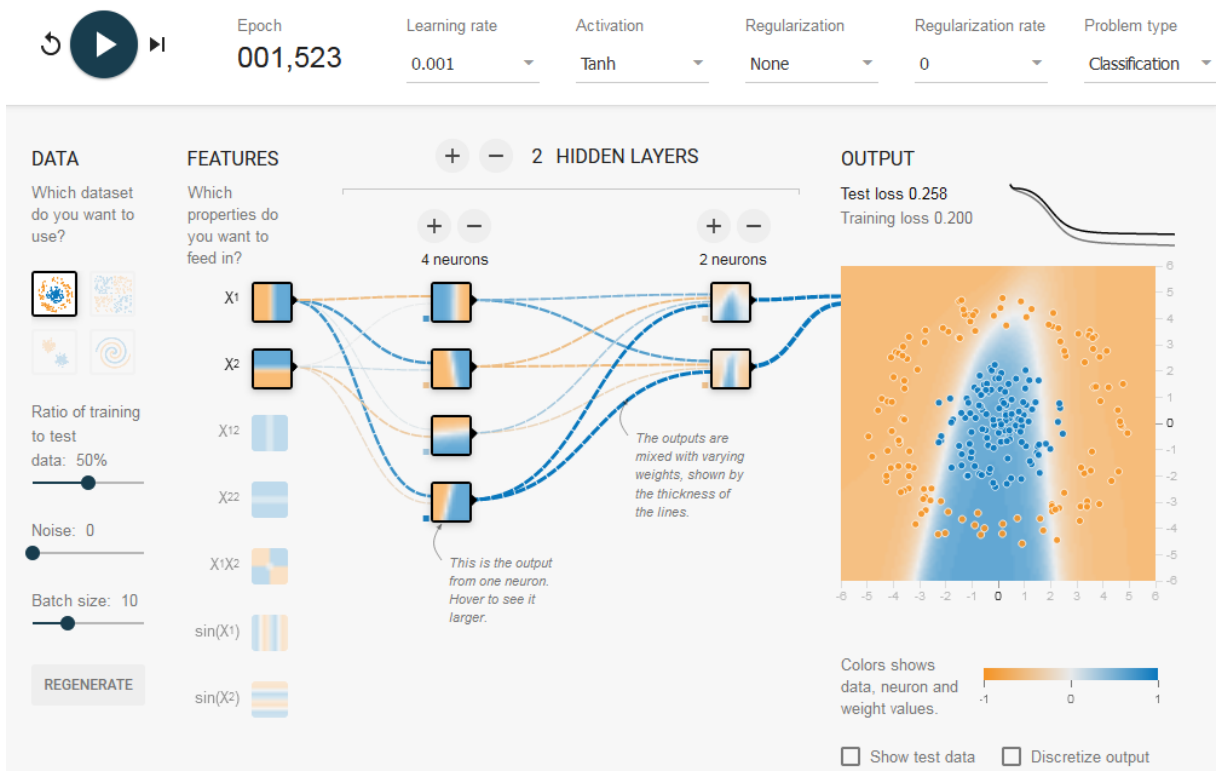 Epoch
001,523
Learning rate
0.001
Activation
Tanh
Regularization
None
Regularization rate
0
Problem type
Classification
DATA
Which dataset
do you want to
use?
Ratio of training
to test
data: 50%
Noise: 0
Batch size: 10
REGENERATE
FEATURES
Which
properties do
you want to
feed in?
X1
X2
X12
X22
X1X2
sin(X1)
sin(X2)
+ − 2 HIDDEN LAYERS
+ −
4 neurons
+ −
2 neurons
This is the output
from one neuron.
Hover to see it
larger.
The outputs are
mixed with varying
weights, shown by
the thickness of
the lines.
OUTPUT
Test loss 0.258
Training loss 0.200
6
5
4
3
2
1
0
-1
-2
-3
-4
-5
-6
-6 -5 -4 -3 -2 -1 0 1 2 3 4 5 6
Colors shows
data, neuron and
weight values.
-1 0 1
Show test data
Discretize output